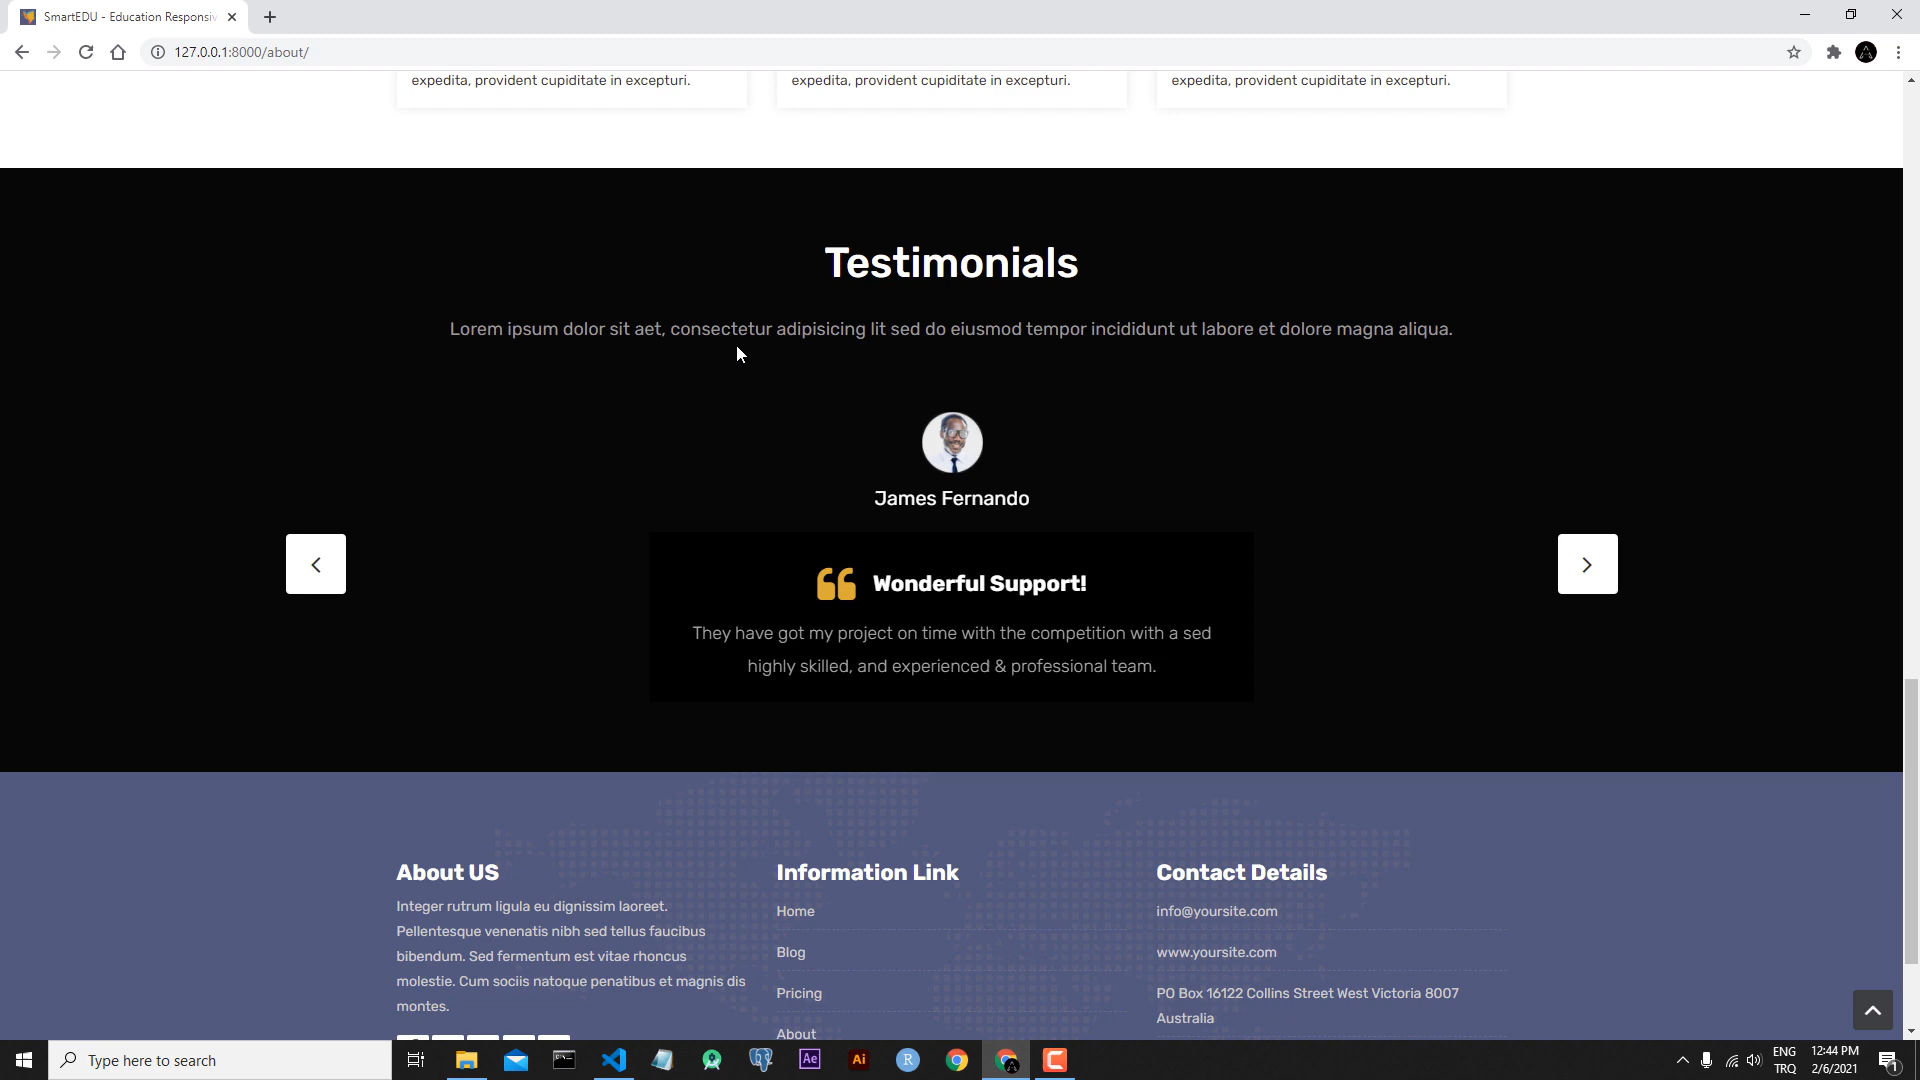 SmartEDU - Education Responsiv
127.0.0.1:8000/about/
expedita, provident cupiditate in excepturi.
expedita, provident cupiditate in excepturi.
expedita, provident cupiditate in excepturi.
Testimonials
Lorem ipsum dolor sit aet, consectetur adipisicing lit sed do eiusmod tempor incididunt ut labore et dolore magna aliqua.
James Fernando
Wonderful Support!
They have got my project on time with the competition with a sed
highly skilled, and experienced & professional team.
About US
Integer rutrum ligula eu dignissim laoreet.
Pellentesque venenatis nibh sed tellus faucibus
bibendum. Sed fermentum est vitae rhoncus
molestie. Cum sociis natoque penatibus et magnis dis
montes.
Information Link
Home
Blog
Pricing
About
Contact Details
info@yoursite.com
www.yoursite.com
PO Box 16122 Collins Street West Victoria 8007
Australia
Type here to search
Ae
Ai
R
ENG
TRQ
12:44 PM
2/6/2021
1